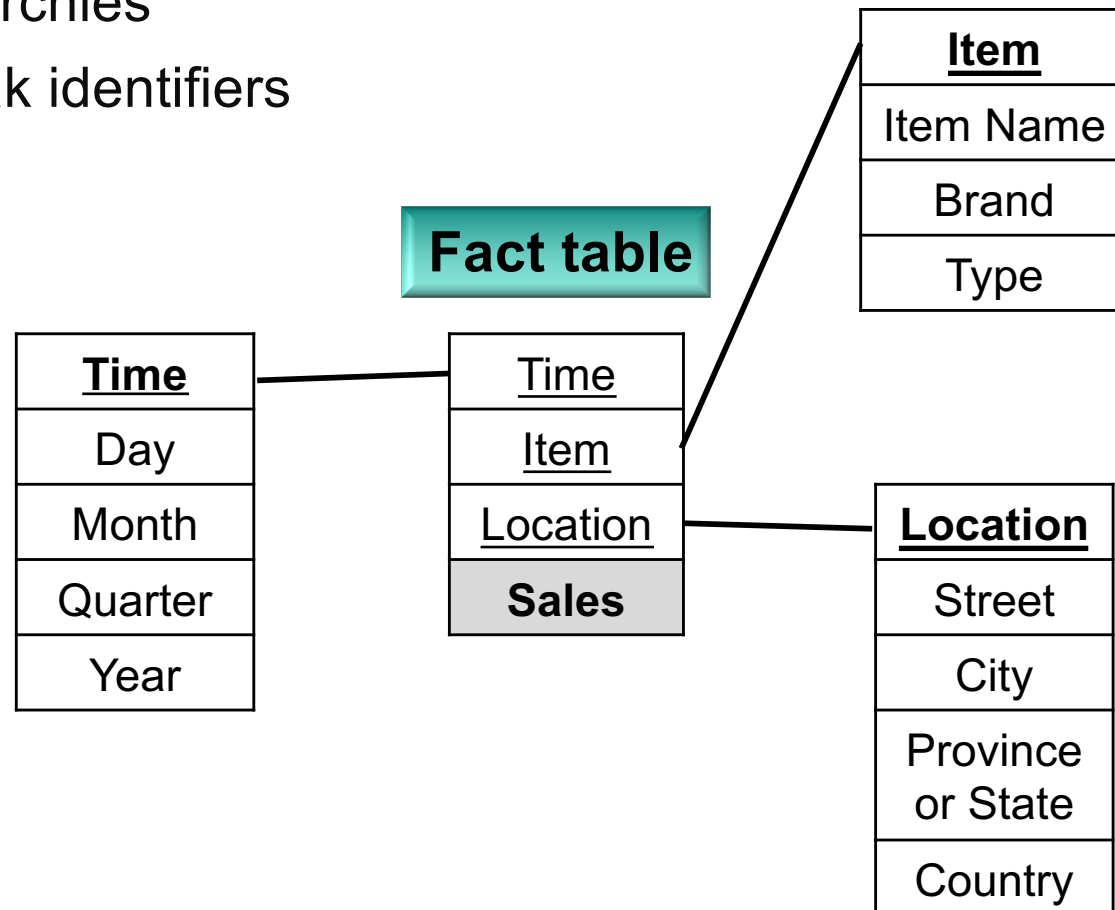 identifiers
Item
Item Name
Brand
Type
Fact table
Time
Day
Month
Quarter
Year
Time
Item
Location
Sales
Location
Street
City
Province
or State
Country